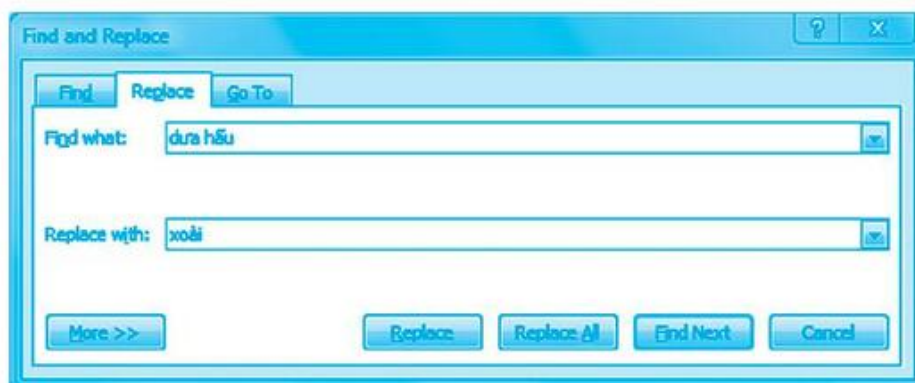 Find and Replace
Find Replace Go To
Find what: dưa hấu
Replace with: xoài
More >> Replace Replace All Find Next Cancel